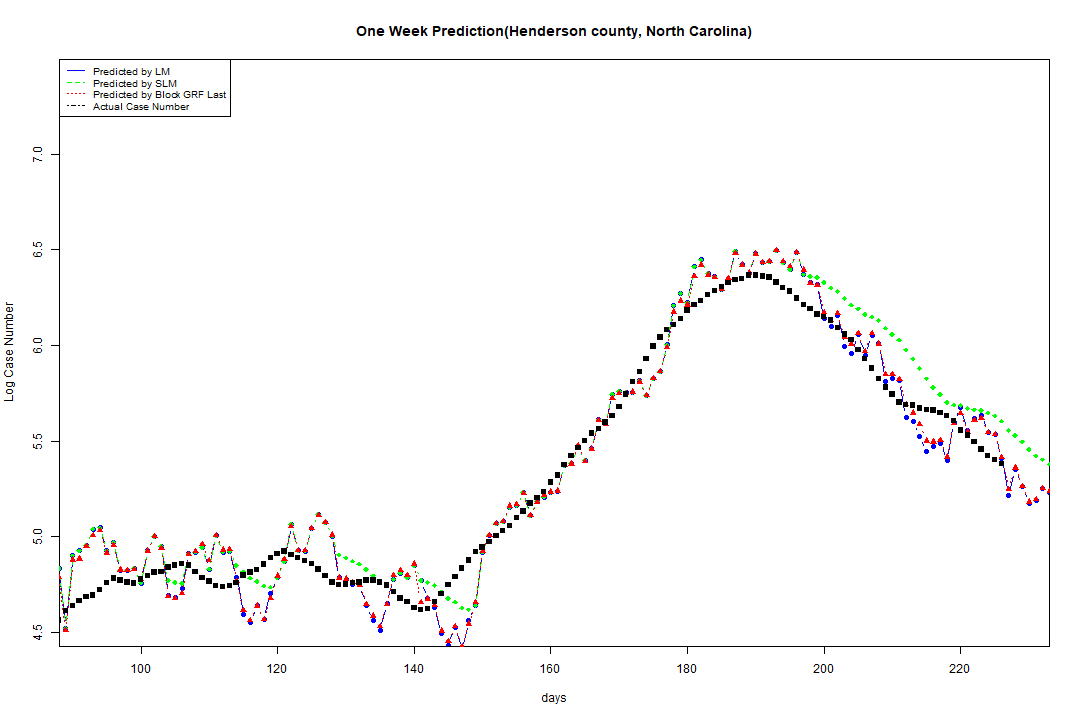 One Week Prediction(Henderson county, North Carolina)
Predicted by LM
Predicted by SLM
Predicted by Block GRF Last
Actual Case Number
7.0
6.5
6.0
5.5
5.0
4.5
Log Case Number
100 120 140 160 180 200 220
days